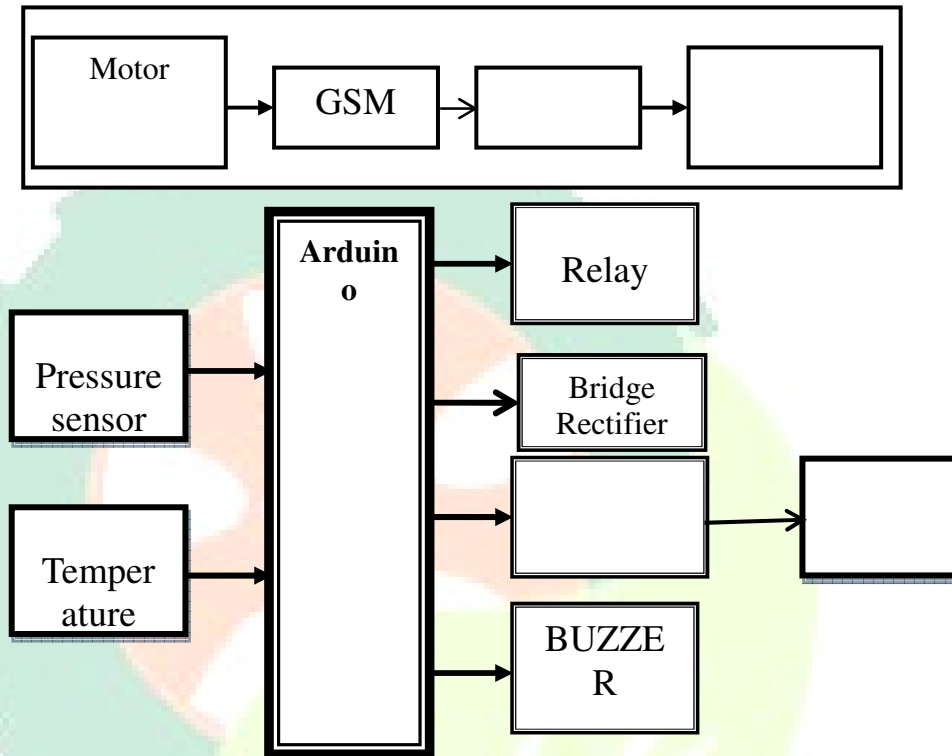 Motor
GSM
Arduin
o
Relay
Pressure
sensor
Bridge
Rectifier
Temper
ature
BUZZE
R